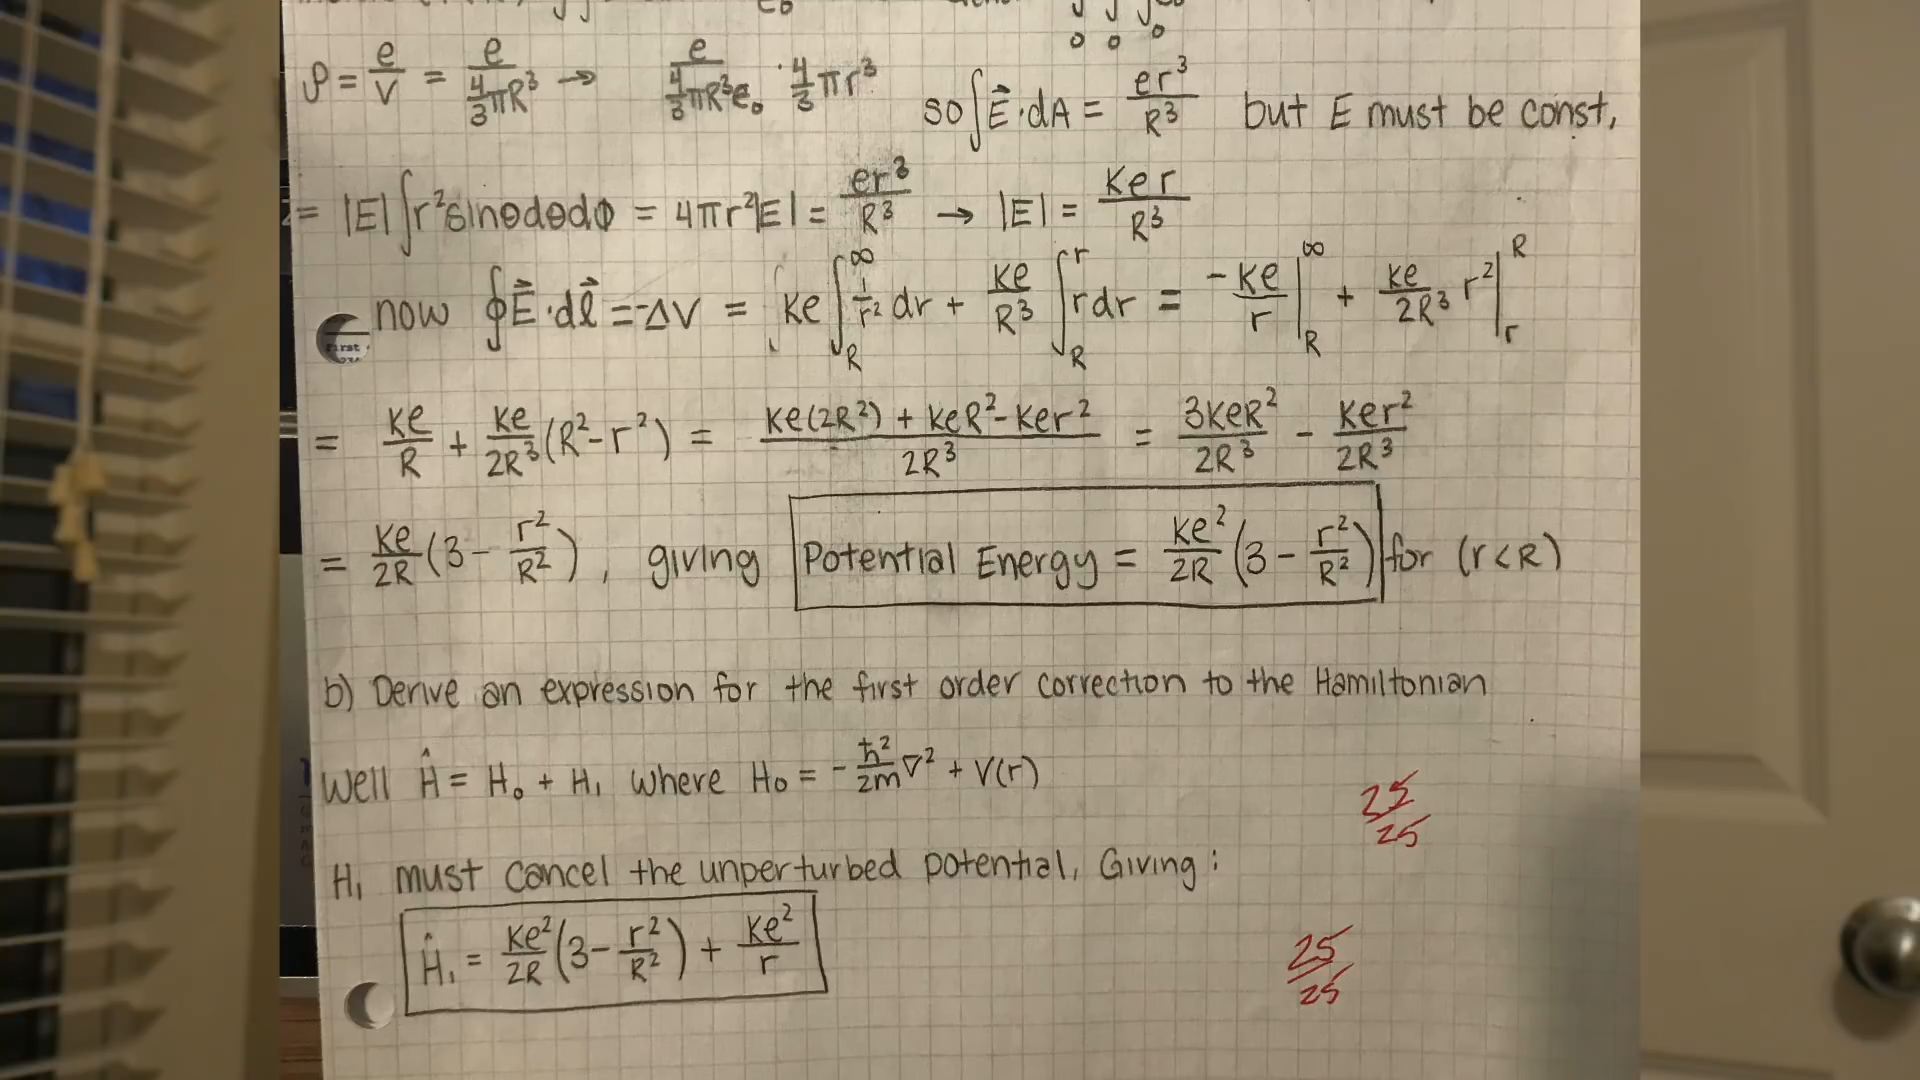 ρ = e/V = e/(4/3 πR³) → e/(4/3 πR³ϵ₀) · 4/3 πr³
so ∫E⃗·dA = er³/R³ but E must be const,
= |E|∫r²sinθdθdΦ = 4πr²|E| = er³/R³ → |E| = Ker/R³
now ∮E⃗·dl⃗ = -ΔV = ∫ Ke∫_R^∞ 1/r² dr + Ke/R³ ∫_R^r rdr = -Ke/r |_R^∞ + Ke/2R³ r² |_r^R
= Ke/R + Ke/2R³ (R²-r²) = (Ke(2R²) + KeR² - Ker²)/2R³ = 3KeR²/2R³ - Ker²/2R³
= Ke/2R (3 - r²/R²), giving Potential Energy = Ke²/2R (3 - r²/R²) for (r<R)
b) Derive an expression for the first order correction to the Hamiltonian
Well Ĥ = H₀ + H₁ where H₀ = -ħ²/2m ∇² + V(r)
25/25
H₁ must cancel the unperturbed potential, Giving:
Ĥ₁ = Ke²/2R (3 - r²/R²) + Ke²/r
25/25